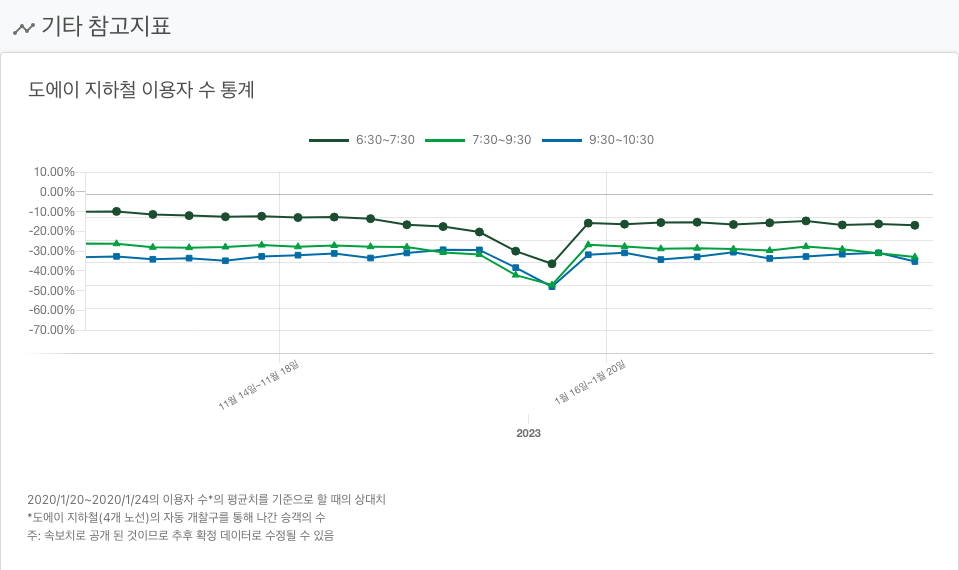 기타 참고지표
도에이 지하철 이용자 수 통계
6:30~7:30 7:30~9:30 9:30~10:30
10.00%
0.00%
-10.00%
-20.00%
-30.00%
-40.00%
-50.00%
-60.00%
-70.00%
11월 14일~11월 18일
1월 16일~1월 20일
2023
2020/1/20~2020/1/24의 이용자 수*의 평균치를 기준으로 할 때의 상대치
*도에이 지하철(4개 노선)의 자동 개찰구를 통해 나간 승객의 수
주: 속보치로 공개 된 것이므로 추후 확정 데이터로 수정될 수 있음